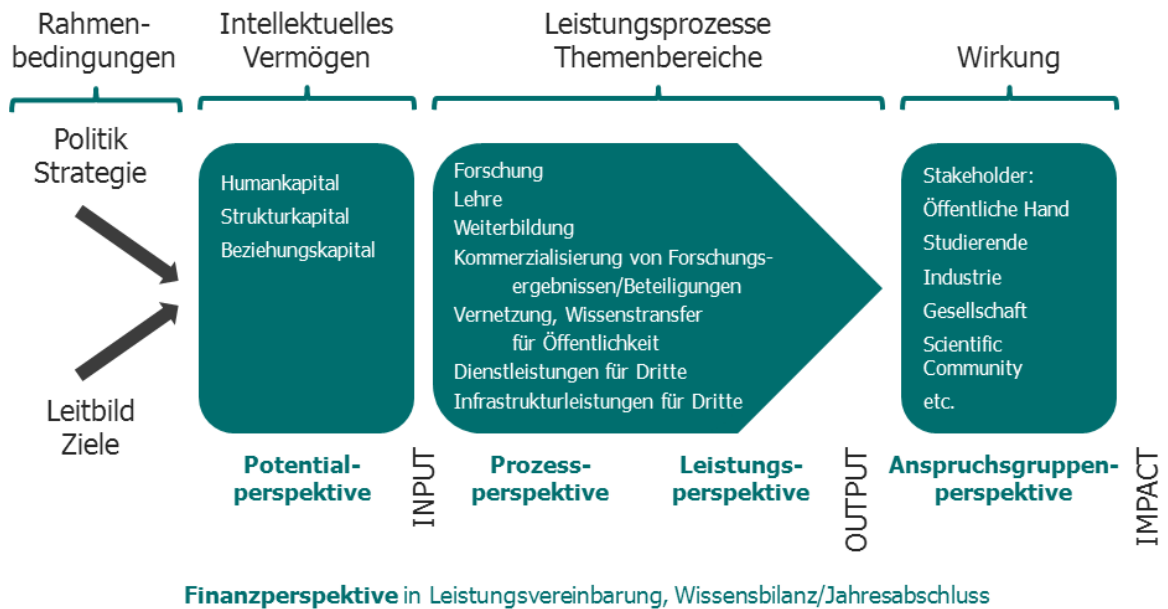 Rahmen-
bedingungen
Intellektuelles
Vermögen
Leistungsprozesse
Themenbereiche
Wirkung
Politik
Strategie
Leitbild
Ziele
Humankapital
Strukturkapital
Beziehungskapital
Forschung
Lehre
Weiterbildung
Kommerzialisierung von Forschungs-
ergebnissen/Beteiligungen
Vernetzung, Wissenstransfer
für Öffentlichkeit
Dienstleistungen für Dritte
Infrastrukturleistungen für Dritte
Stakeholder:
Öffentliche Hand
Studierende
Industrie
Gesellschaft
Scientific
Community
etc.
Potential-
perspektive
INPUT
Prozess-
perspektive
Leistungs-
perspektive
OUTPUT
Anspruchsgruppen-
perspektive
IMPACT
Finanzperspektive in Leistungsvereinbarung, Wissensbilanz/Jahresabschluss